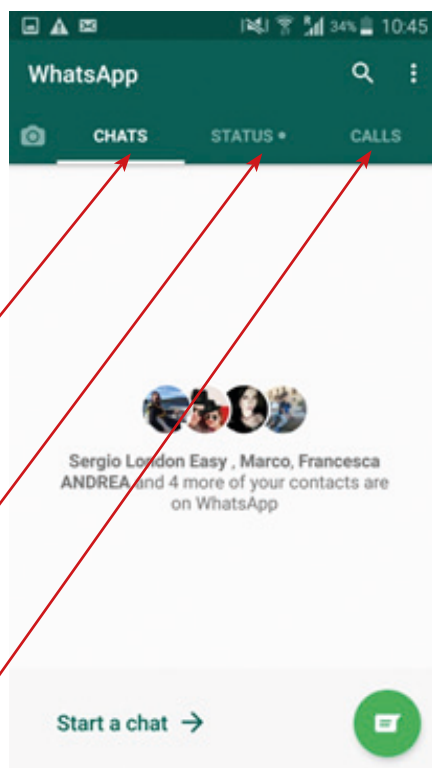 34% 10:45
WhatsApp
CHATS STATUS • CALLS
Sergio London Easy , Marco, Francesca
ANDREA and 4 more of your contacts are
on WhatsApp
Start a chat →